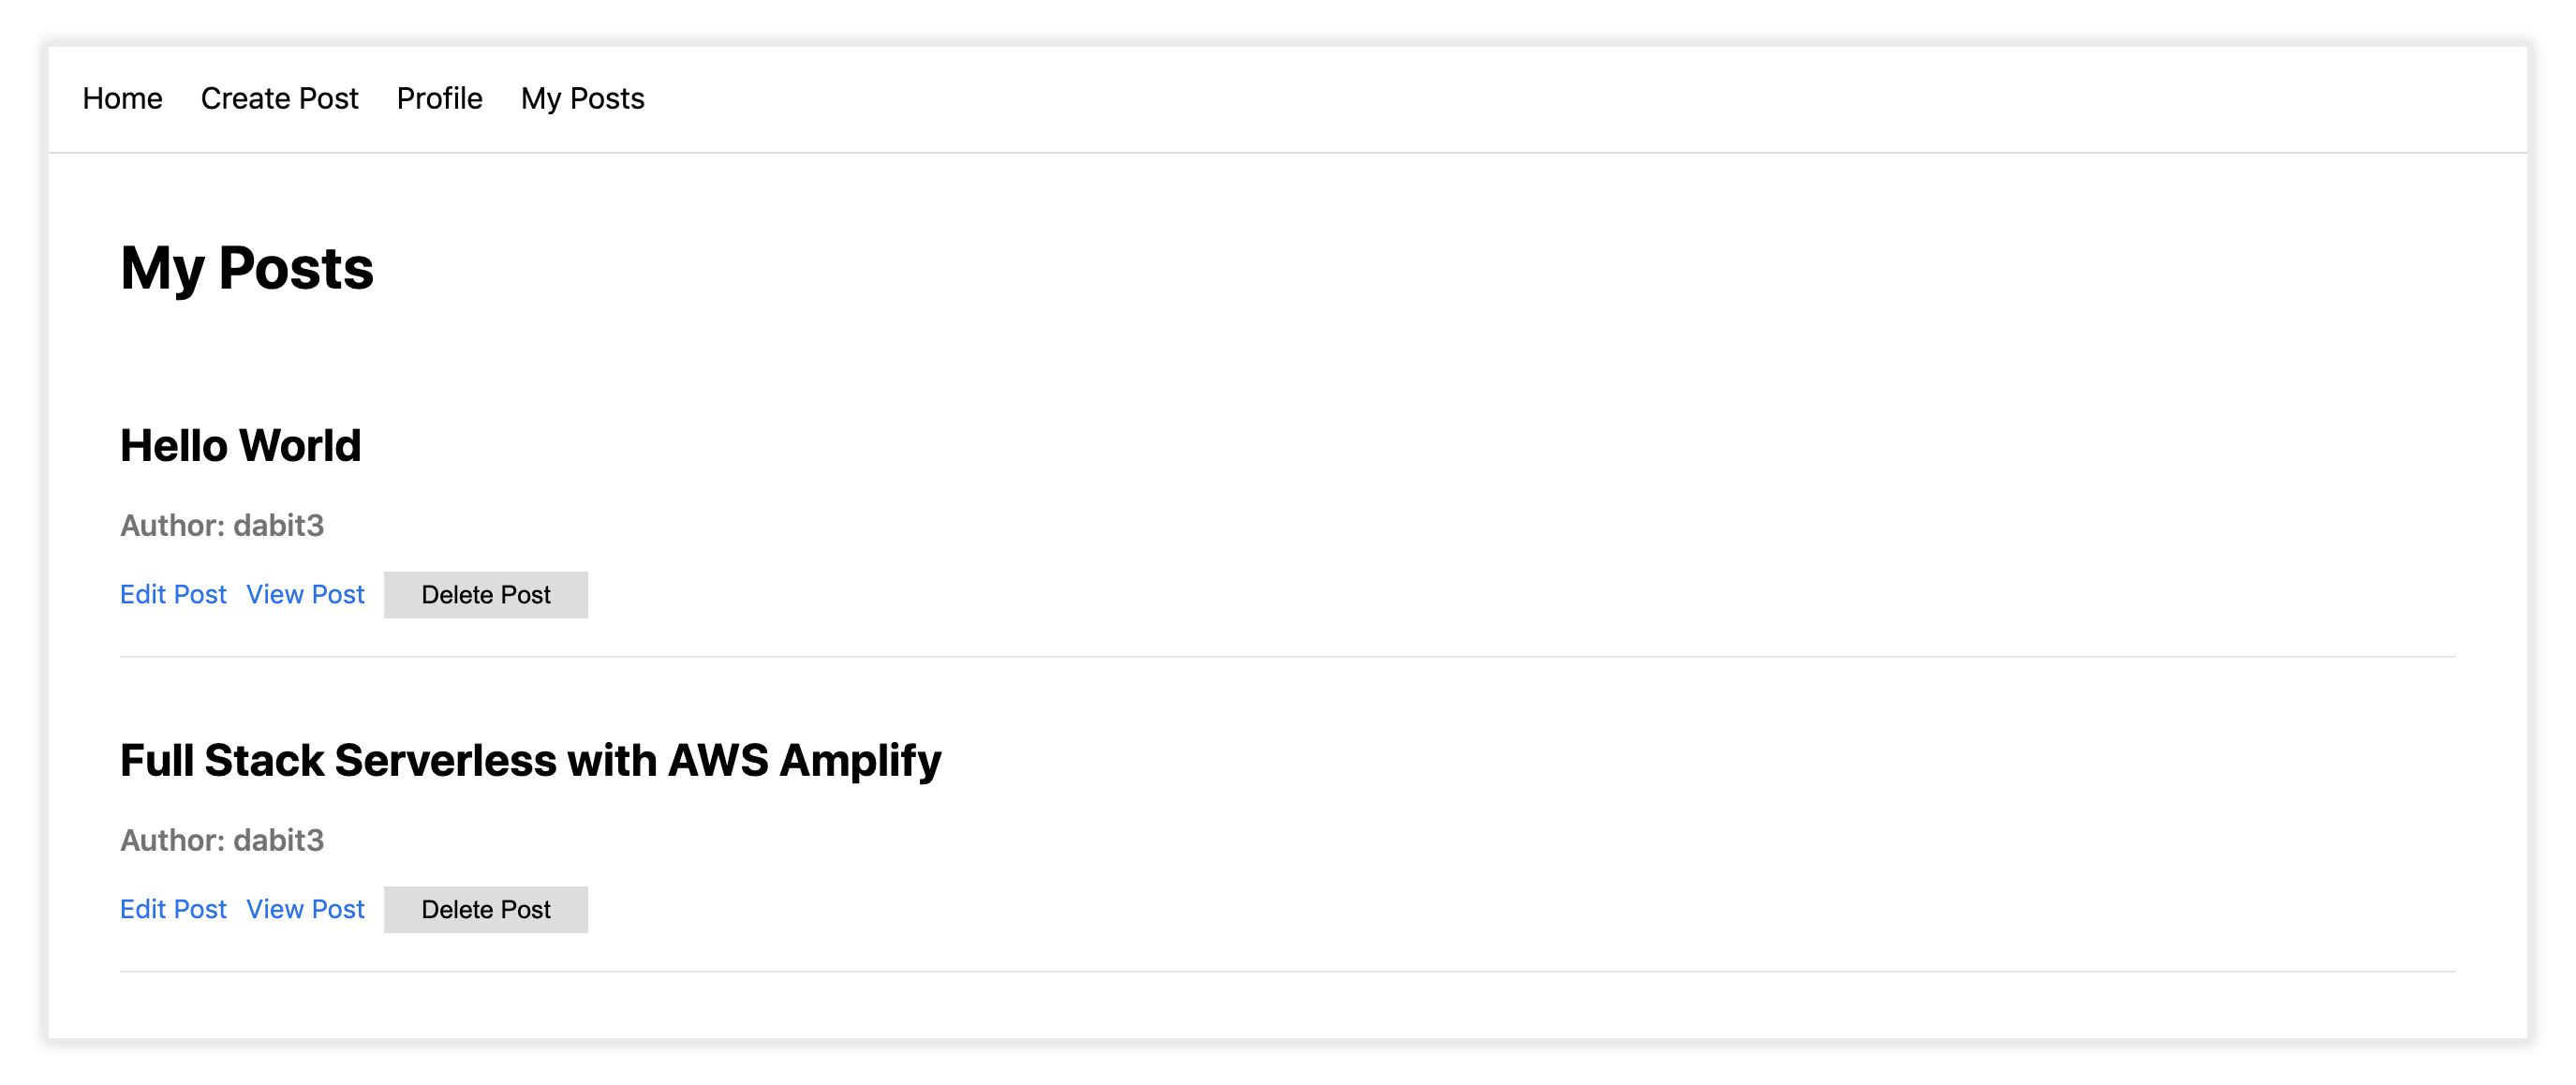 Home Create Post Profile My Posts
My Posts
Hello World
Author: dabit3
Edit Post View Post Delete Post
Full Stack Serverless with AWS Amplify
Author: dabit3
Edit Post View Post Delete Post